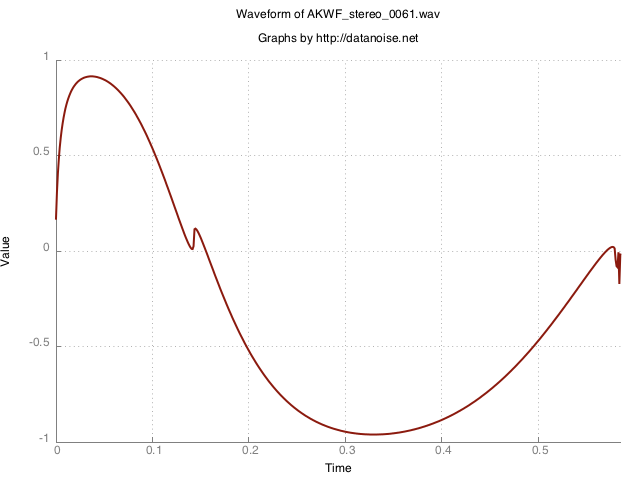 Waveform of AKWF_stereo_0061.wav
Graphs by http://datanoise.net
1
0.5
0
-0.5
-1
Value
0 0.1 0.2 0.3 0.4 0.5
Time